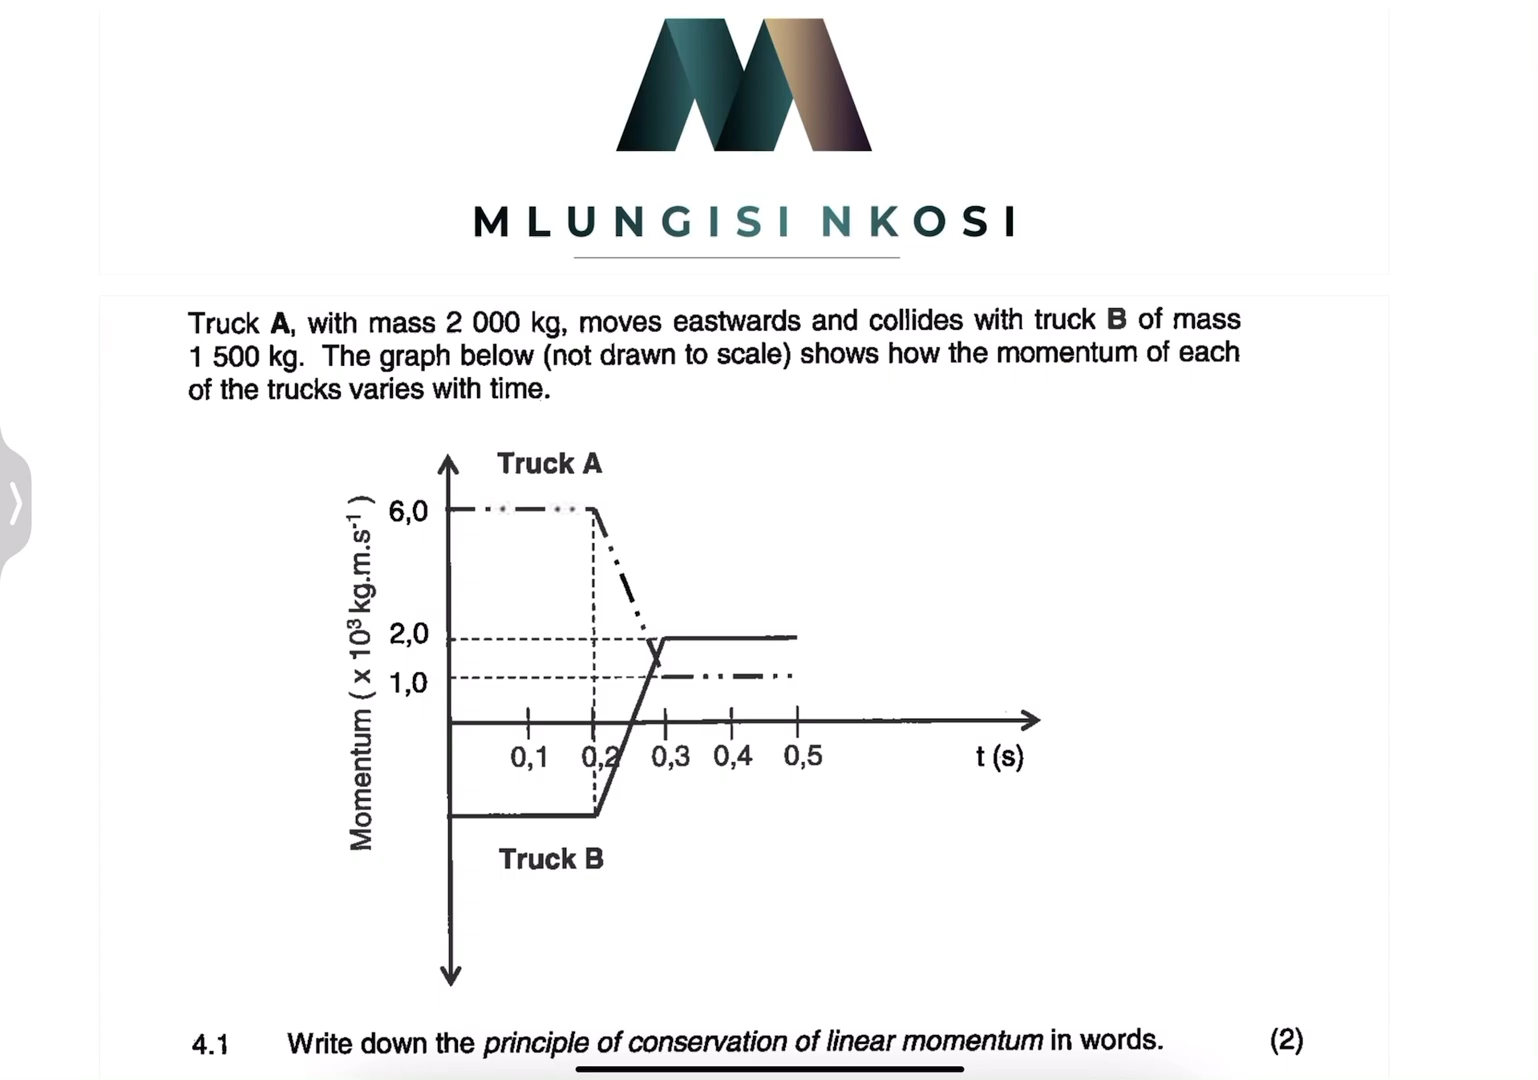 MLUNGISI NKOSI
Truck A, with mass 2 000 kg, moves eastwards and collides with truck B of mass
1 500 kg. The graph below (not drawn to scale) shows how the momentum of each
of the trucks varies with time.
Truck A
Momentum ( x 10³ kg.m.s⁻¹ )
6,0
2,0
1,0
0,1 0,2 0,3 0,4 0,5 t (s)
Truck B
4.1 Write down the principle of conservation of linear momentum in words. (2)